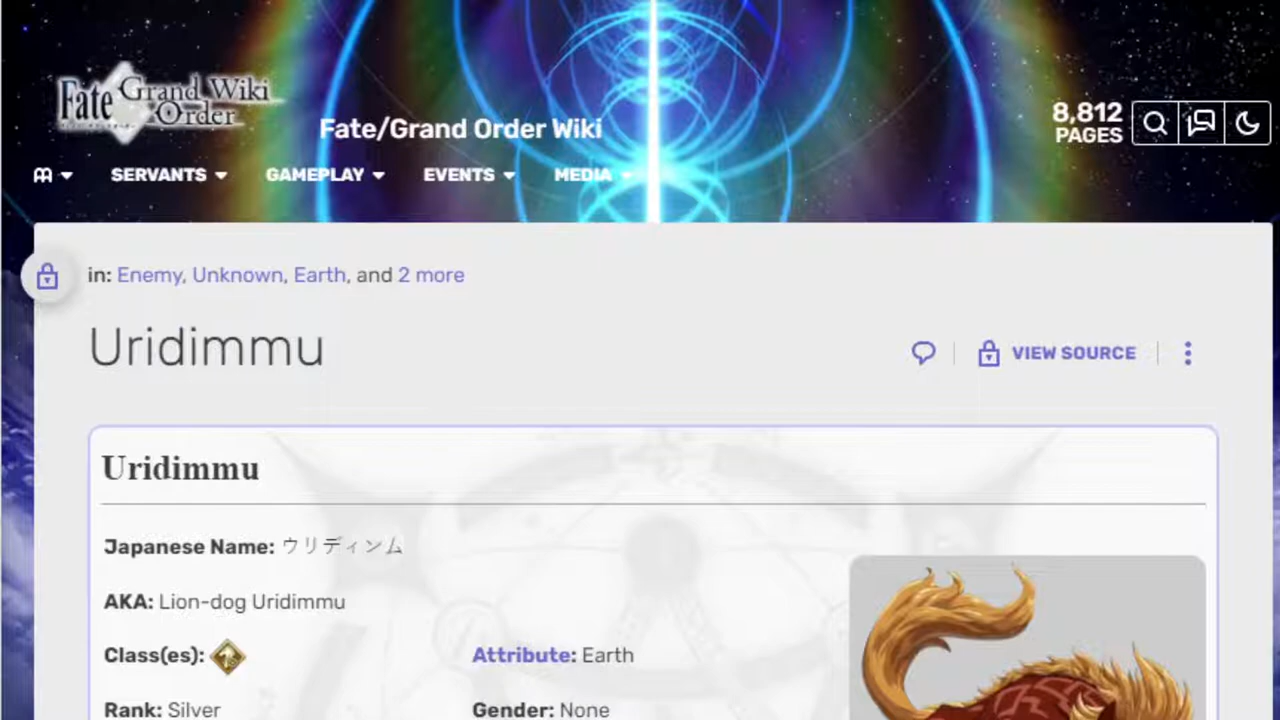 Fate Grand Wiki
Order
Fate/Grand Order Wiki
8,812
PAGES
SERVANTS GAMEPLAY EVENTS MEDIA
in: Enemy, Unknown, Earth, and 2 more
Uridimmu
VIEW SOURCE
Uridimmu
Japanese Name: ウリディンム
AKA: Lion-dog Uridimmu
Class(es):
Attribute: Earth
Rank: Silver
Gender: None